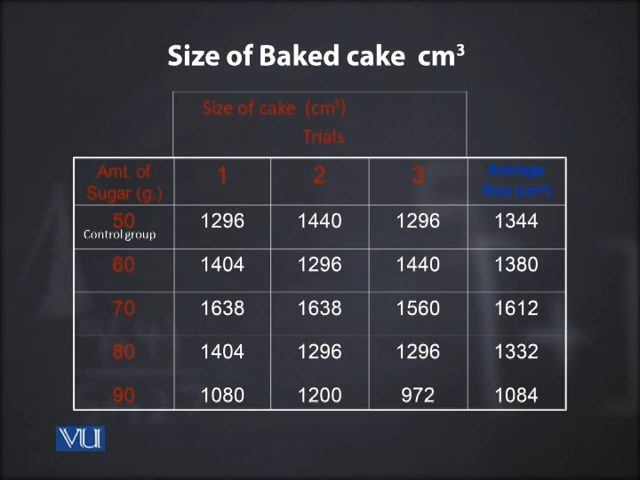 Size of Baked cake cm³
Size of cake (cm³)
Trials
Amt. of Sugar (g.) 1 2 3 Average Size (cm³)
50 1296 1440 1296 1344
Control group
60 1404 1296 1440 1380
70 1638 1638 1560 1612
80 1404 1296 1296 1332
90 1080 1200 972 1084
VU